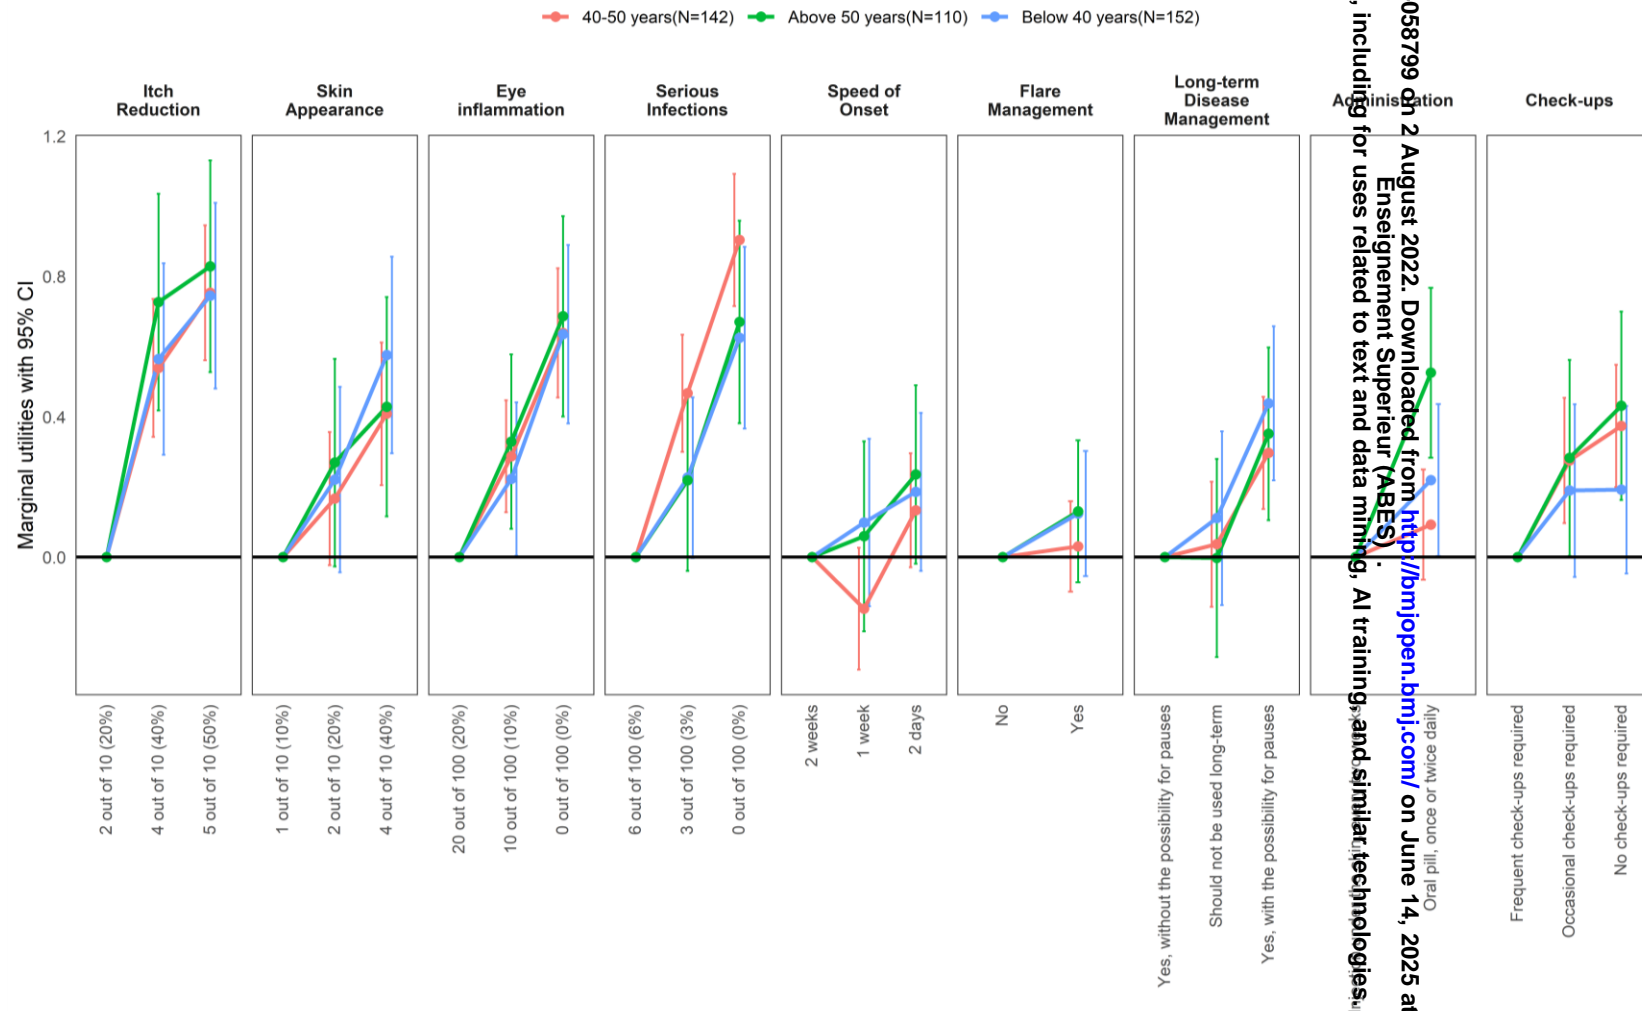 40-50 years(N=142) Above 50 years(N=110) Below 40 years(N=152)
Itch
Reduction
Skin
Appearance
Eye
inflammation
Serious
Infections
Speed of
Onset
Flare
Management
Long-term
Disease
Management
Administration
Check-ups
Marginal utilities with 95% CI
1.2
0.8
0.4
0.0
2 out of 10 (20%)
4 out of 10 (40%)
5 out of 10 (50%)
1 out of 10 (10%)
2 out of 10 (20%)
4 out of 10 (40%)
20 out of 100 (20%)
10 out of 100 (10%)
0 out of 100 (0%)
6 out of 100 (6%)
3 out of 100 (3%)
0 out of 100 (0%)
2 weeks
1 week
2 days
No
Yes
Yes, without the possibility for pauses
Should not be used long-term
Yes, with the possibility for pauses
Oral pill, once or twice daily
Frequent check-ups required
Occasional check-ups required
No check-ups required
058799 on 2 August 2022. Downloaded from http://bmjopen.bmj.com/ on June 14, 2025 at
Enseignement Superieur (ABES) .
, including for uses related to text and data mining, AI training, and similar technologies.